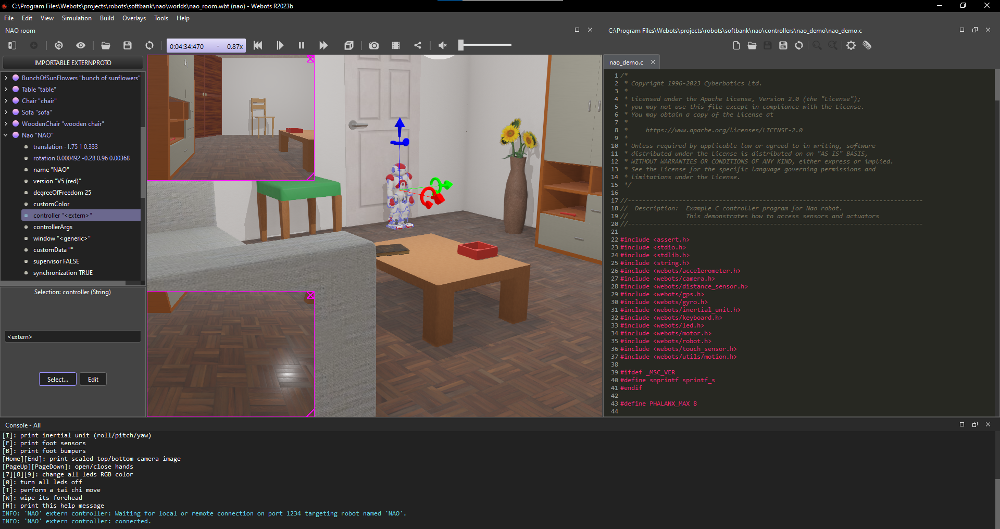 C:\Program Files\Webots\projects\robots\softbank\nao\worlds\nao_room.wbt (nao) - Webots R2023b
File Edit View Simulation Build Overlays Tools Help
NAO room
0:04:34:470 - 0.87x
IMPORTABLE EXTERNPROTO
BunchOfSunFlowers "bunch of sunflowers"
Table "table"
Chair "chair"
Sofa "sofa"
WoodenChair "wooden chair"
Nao "NAO"
translation -1.75 1 0.333
rotation 0.000492 -0.28 0.96 0.00368
name "NAO"
version "V5 (red)"
degreeOfFreedom 25
customColor
controller "<extern>"
controllerArgs
window "<generic>"
customData ""
supervisor FALSE
synchronization TRUE
Selection: controller (String)
<extern>
Select... Edit
C:\Program Files\Webots\projects\robots\softbank\nao\controllers\nao_demo\nao_demo.c
nao_demo.c
1 /*
2 * Copyright 1996-2023 Cyberbotics Ltd.
3 *
4 * Licensed under the Apache License, Version 2.0 (the "License");
5 * you may not use this file except in compliance with the License.
6 * You may obtain a copy of the License at
7 *
8 * https://www.apache.org/licenses/LICENSE-2.0
9 *
10 * Unless required by applicable law or agreed to in writing, software
11 * distributed under the License is distributed on an "AS IS" BASIS,
12 * WITHOUT WARRANTIES OR CONDITIONS OF ANY KIND, either express or implied.
13 * See the License for the specific language governing permissions and
14 * limitations under the License.
15 */
16
17 //---------------------------------------------------------------------------------
18 // Description: Example C controller program for Nao robot.
19 // This demonstrates how to access sensors and actuators
20 //---------------------------------------------------------------------------------
21
22 #include <assert.h>
23 #include <stdio.h>
24 #include <stdlib.h>
25 #include <string.h>
26 #include <webots/accelerometer.h>
27 #include <webots/camera.h>
28 #include <webots/distance_sensor.h>
29 #include <webots/gps.h>
30 #include <webots/gyro.h>
31 #include <webots/inertial_unit.h>
32 #include <webots/keyboard.h>
33 #include <webots/led.h>
34 #include <webots/motor.h>
35 #include <webots/robot.h>
36 #include <webots/touch_sensor.h>
37 #include <webots/utils/motion.h>
38
39 #ifdef _MSC_VER
40 #define snprintf sprintf_s
41 #endif
42
43 #define PHALANX_MAX 8
44
Console - All
[I]: print inertial unit (roll/pitch/yaw)
[F]: print foot sensors
[B]: print foot bumpers
[Home][End]: print scaled top/bottom camera image
[PageUp][PageDown]: open/close hands
[7][8][9]: change all leds RGB color
[0]: turn all leds off
[T]: perform a tai chi move
[W]: wipe its forehead
[H]: print this help message
INFO: 'NAO' extern controller: Waiting for local or remote connection on port 1234 targeting robot named 'NAO'.
INFO: 'NAO' extern controller: connected.